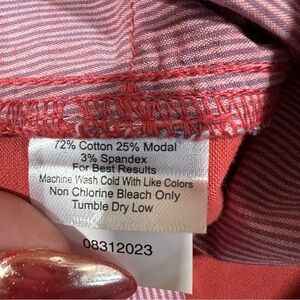 72% Cotton 25% Modal
3% Spandex
For Best Results
Machine Wash Cold With Like Colors
Non Chlorine Bleach Only
Tumble Dry Low
08312023